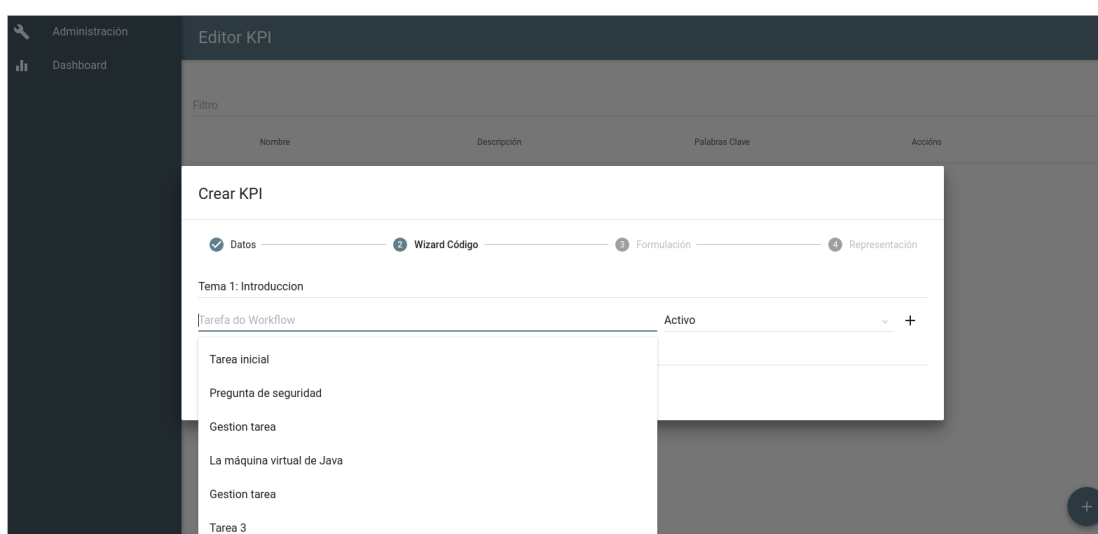 Administración
Editor KPI
Dashboard
Filtro
Nombre Descripción Palabras Clave Accións
Crear KPI
Datos 2 Wizard Código 3 Formulación 4 Representación
Tema 1: Introduccion
Tarefa do Workflow Activo +
Tarea inicial
Pregunta de seguridad
Gestion tarea
La máquina virtual de Java
Gestion tarea
Tarea 3